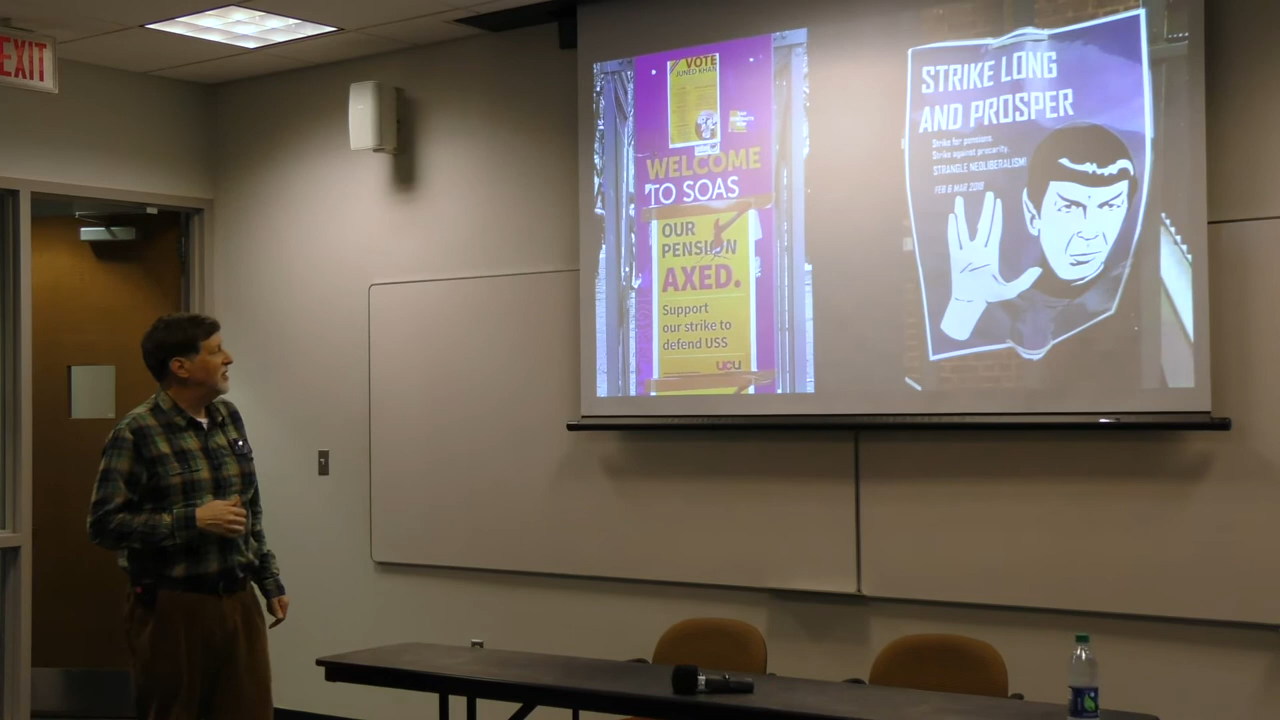 EXIT
VOTE
JUNED KHAN
WELCOME
TO SOAS
OUR
PENSION
AXED.
Support
our strike to
defend USS
UCU
STRIKE LONG
AND PROSPER
Strike for pensions.
Strike against precarity.
STRANGLE NEOLIBERALISM!
FEB & MAR 2018